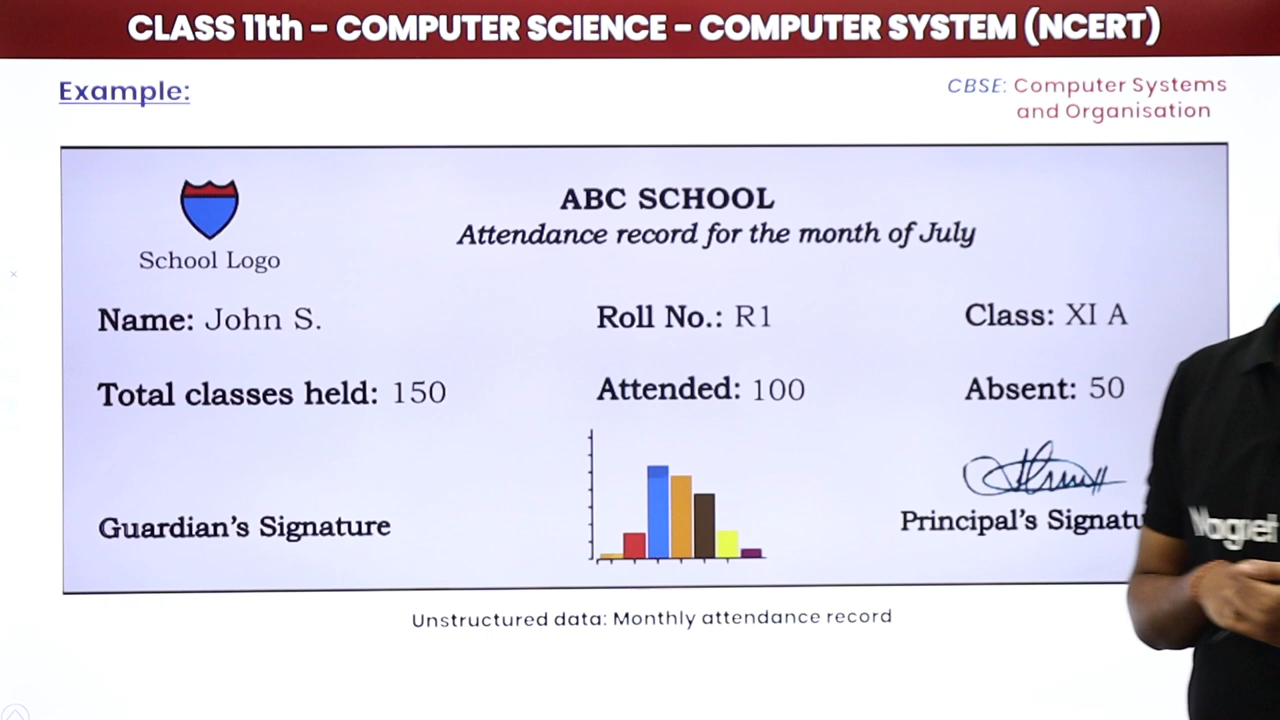 CLASS 11th - COMPUTER SCIENCE - COMPUTER SYSTEM (NCERT)
Example:
CBSE: Computer Systems
and Organisation
ABC SCHOOL
Attendance record for the month of July
School Logo
Name: John S.
Roll No.: R1
Class: XI A
Total classes held: 150
Attended: 100
Absent: 50
Guardian's Signature
Principal's
Unstructured data: Monthly attendance record